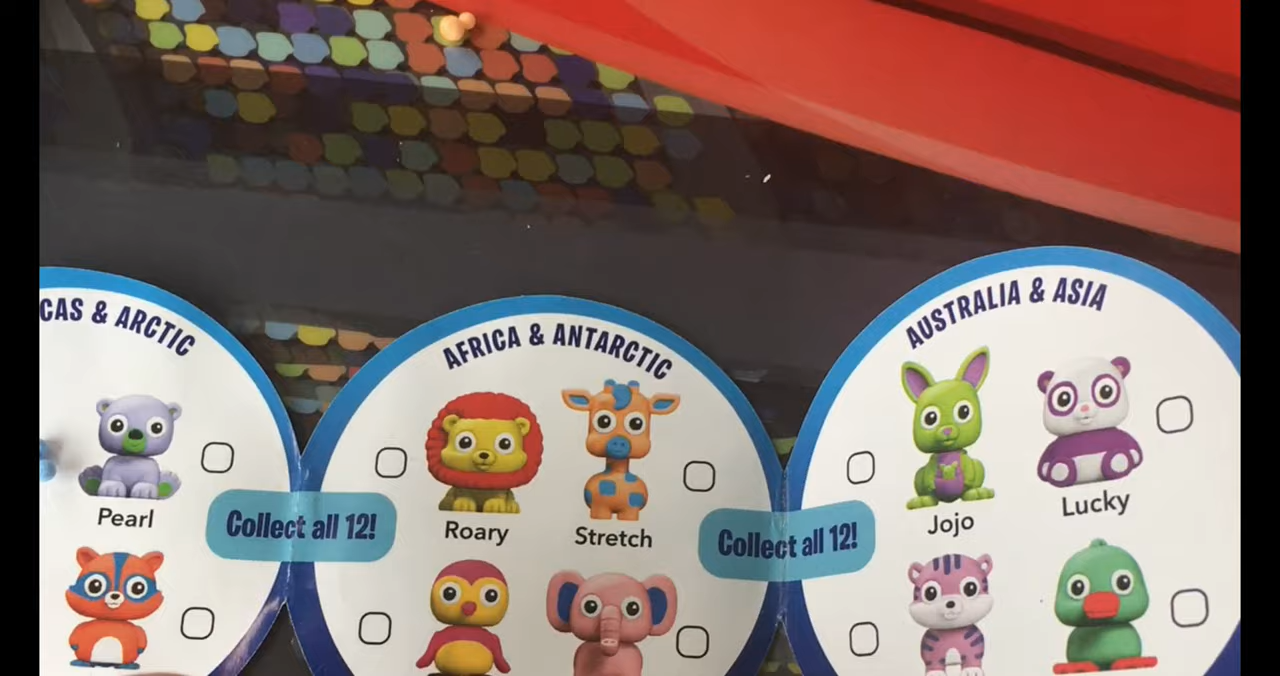 CAS & ARCTIC
Pearl
Collect all 12!
AFRICA & ANTARCTIC
Roary
Stretch
Collect all 12!
AUSTRALIA & ASIA
Jojo
Lucky